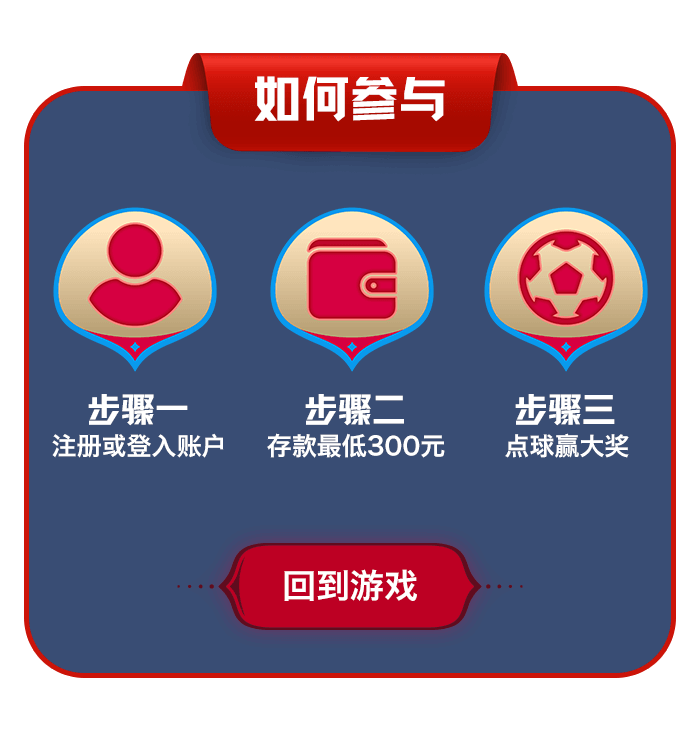 如何参与
步骤一
注册或登入账户
步骤二
存款最低300元
步骤三
点球赢大奖
回到游戏